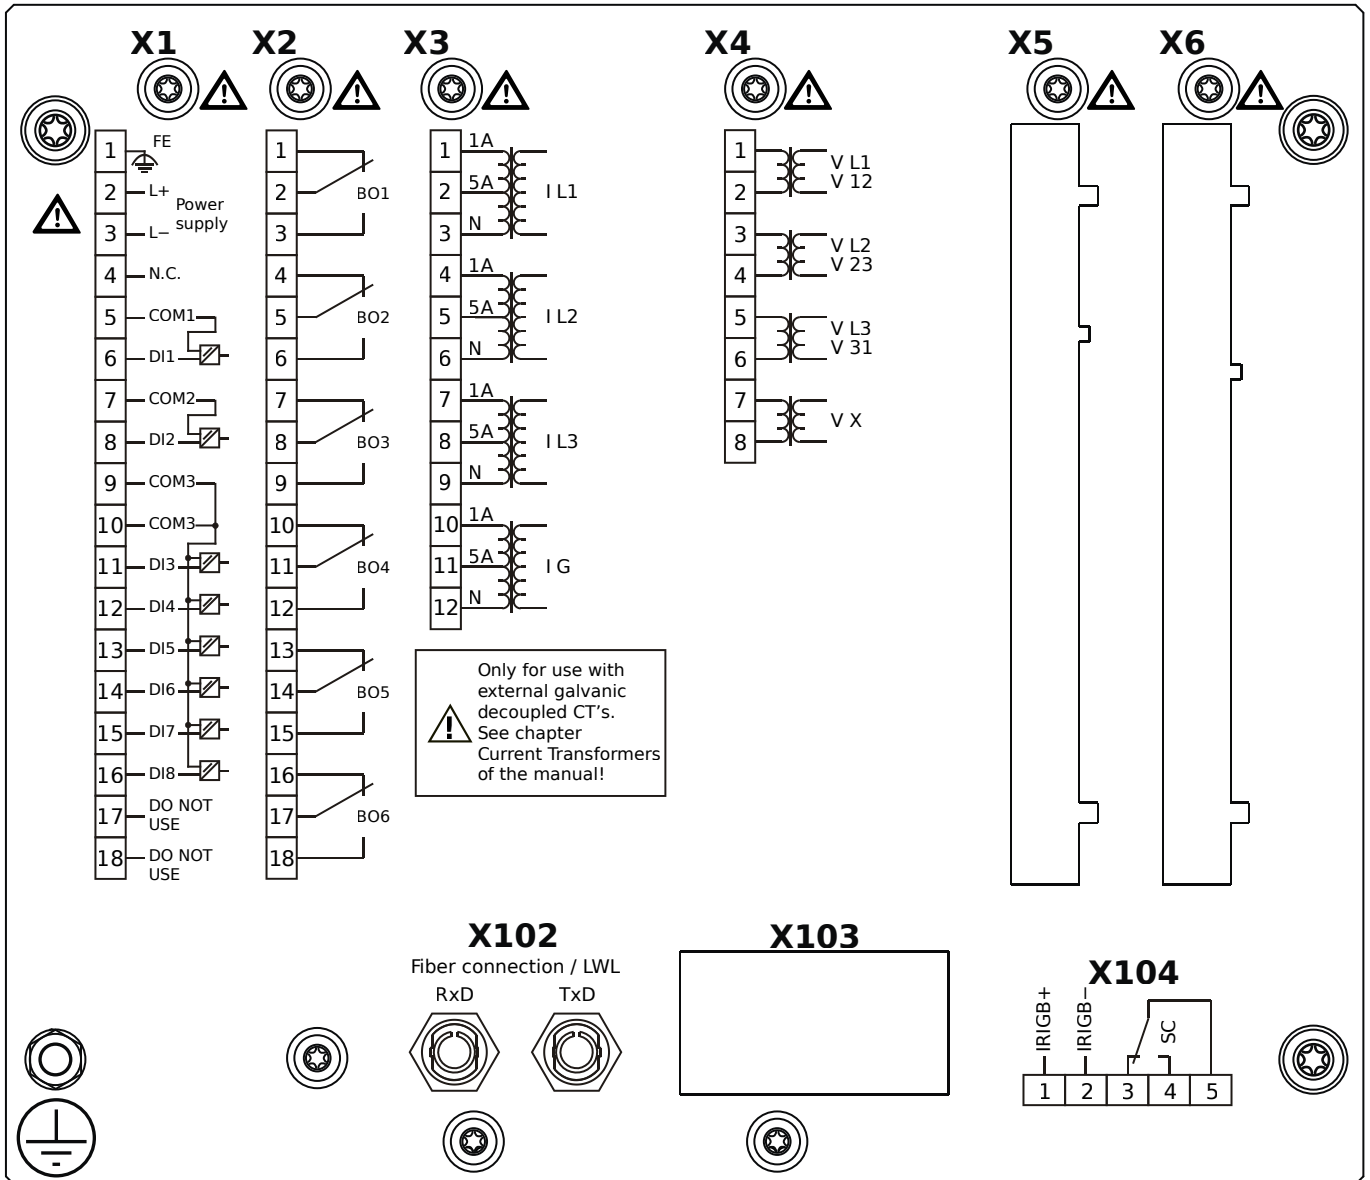 X1 X2 X3 X4 X5 X6
1 FE
2 L+
Power
supply
3 L−
4 N.C.
5 COM1
6 DI1
7 COM2
8 DI2
9 COM3
10 COM3
11 DI3
12 DI4
13 DI5
14 DI6
15 DI7
16 DI8
17 DO NOT
USE
18 DO NOT
USE
1
2 BO1
3
4
5 BO2
6
7
8 BO3
9
10
11 BO4
12
13
14 BO5
15
16
17 BO6
18
1 1A
2 5A I L1
3 N
4 1A
5 5A I L2
6 N
7 1A
8 5A I L3
9 N
10 1A
11 5A I G
12 N
Only for use with
external galvanic
decoupled CT's.
See chapter
Current Transformers
of the manual!
1 V L1
2 V 12
3 V L2
4 V 23
5 V L3
6 V 31
7 V X
8
X102
Fiber connection / LWL
RxD TxD
X103
X104
IRIGB+ IRIGB− SC
1 2 3 4 5